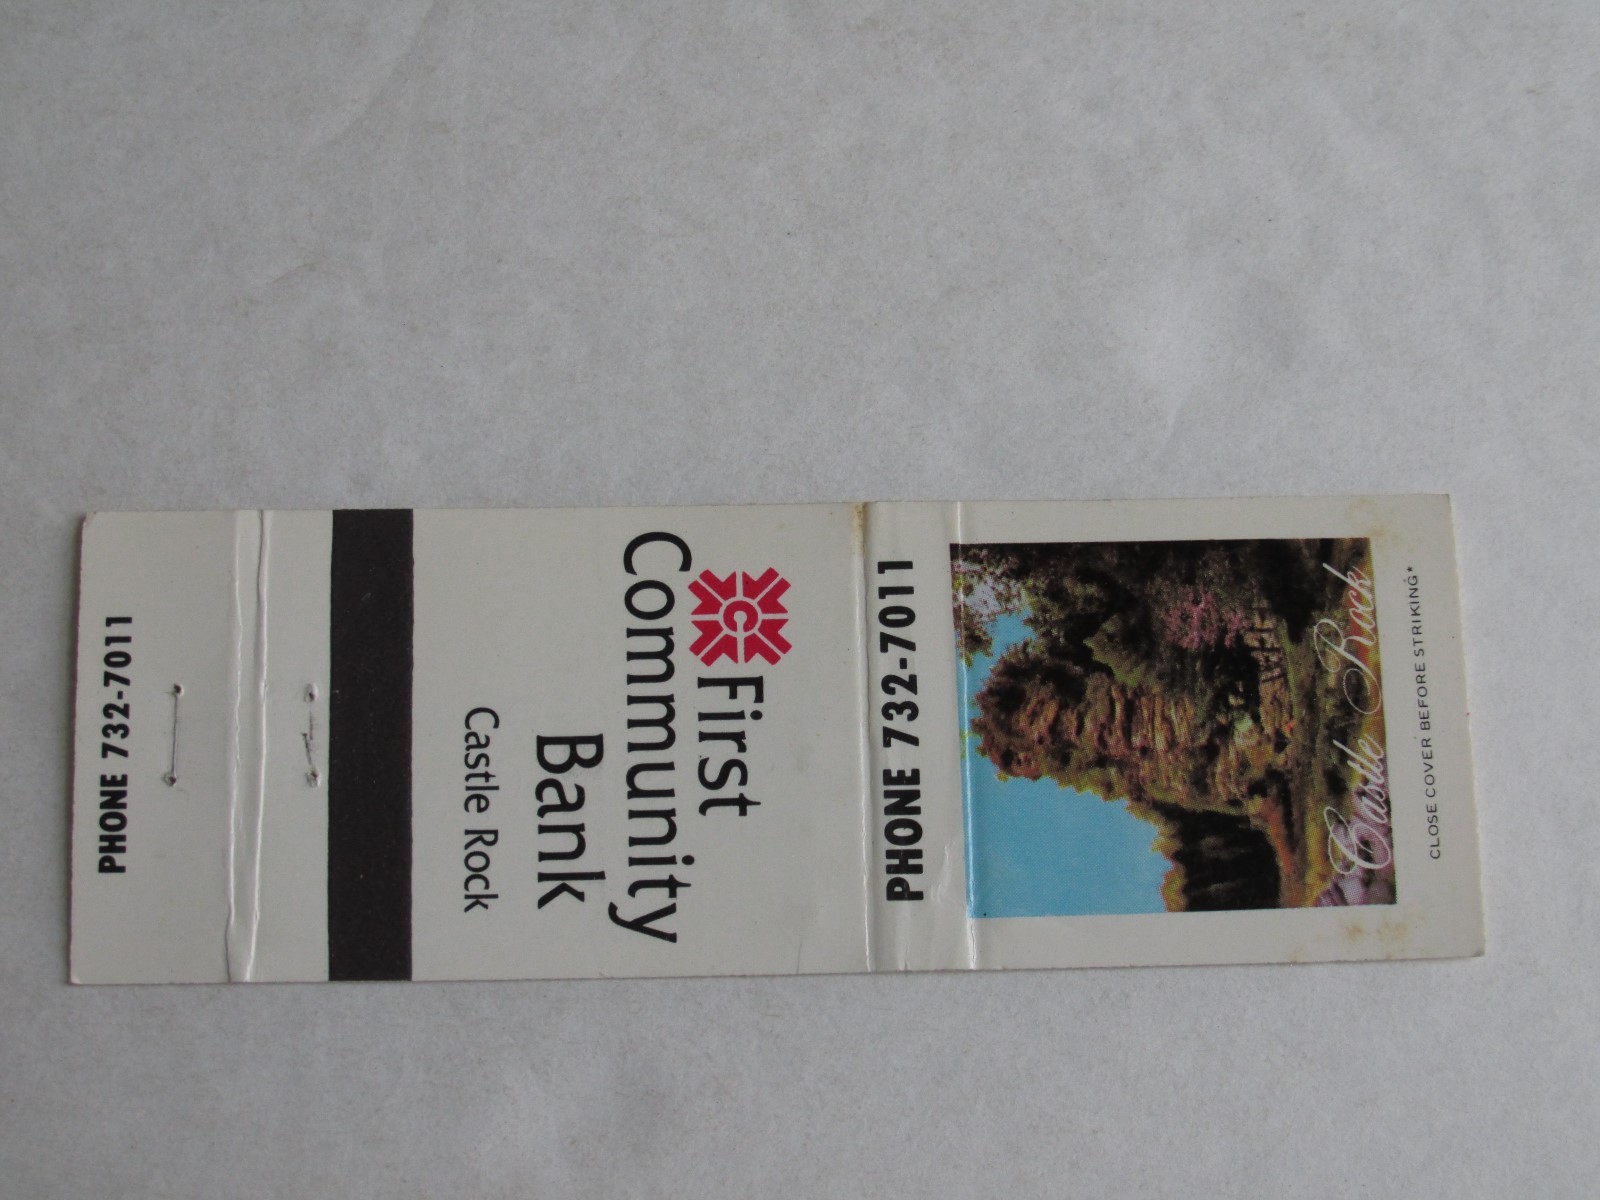 PHONE 732-7011
C
First
Community
Bank
Castle Rock
PHONE 732-7011
Castle Rock
CLOSE COVER BEFORE STRIKING*